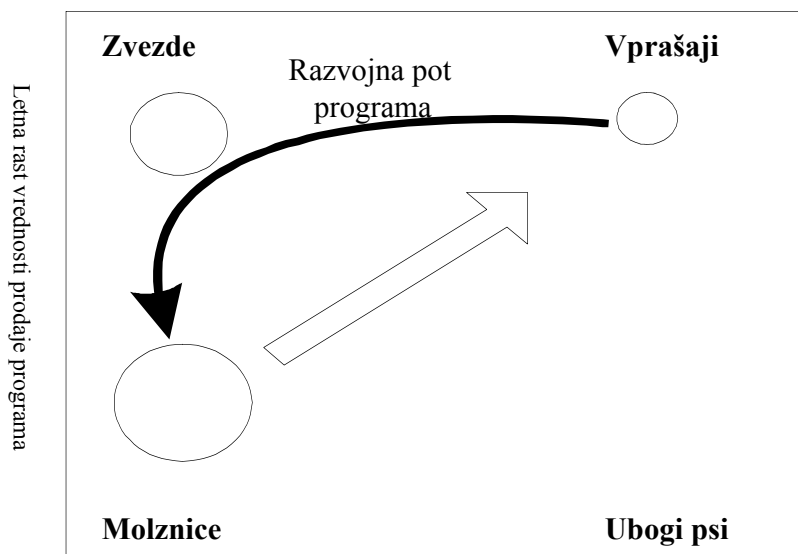 Zvezde
Vprašaji
Razvojna pot
programa
Letna rast vrednosti prodaje programa
Molznice
Ubogi psi